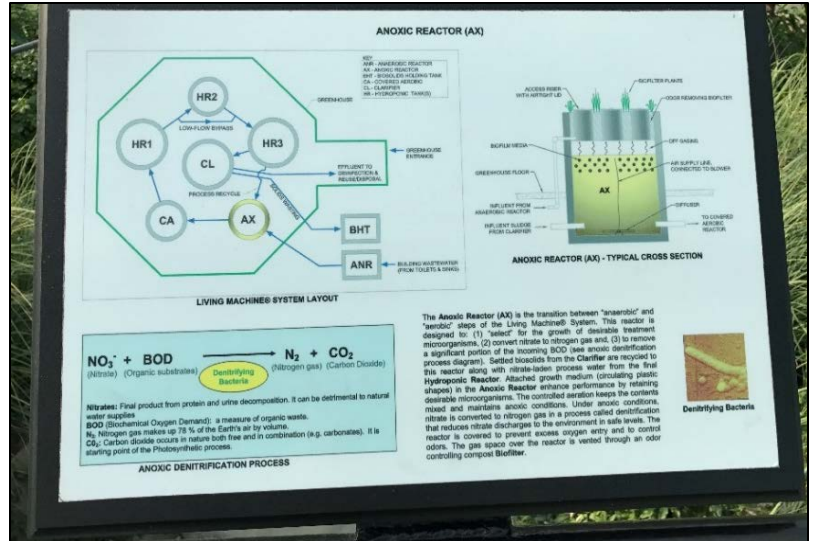 ANOXIC REACTOR (AX)
KEY
ANR - ANAEROBIC REACTOR
AX - ANOXIC REACTOR
BHT - BIOSOLIDS HOLDING TANK
CA - COVERED AEROBIC
CL - CLARIFIER
HR - HYDROPONIC TANK(S)
GREENHOUSE
HR2
LOW-FLOW BYPASS
HR1
HR3
CL
GREENHOUSE
ENTRANCE
EFFLUENT TO
DISINFECTION &
REUSE/DISPOSAL
PROCESS RECYCLE
SOLIDS WASTING
CA
AX
BHT
ANR
BUILDING WASTEWATER
(FROM TOILETS & SINKS)
LIVING MACHINE® SYSTEM LAYOUT
BIOFILTER PLANTS
ACCESS RISER
WITH AIRTIGHT LID
ODOR REMOVING BIOFILTER
OFF GASING
BIOFILM MEDIA
AIR SUPPLY LINE,
CONNECTED TO BLOWER
GREENHOUSE FLOOR
AX
INFLUENT FROM
ANAEROBIC REACTOR
DIFFUSER
INFLUENT SLUDGE
FROM CLARIFIER
TO COVERED
AEROBIC
REACTOR
ANOXIC REACTOR (AX) - TYPICAL CROSS SECTION
NO₃⁻ + BOD N₂ + CO₂
(Nitrate) (Organic substrates) (Nitrogen gas) (Carbon Dioxide)
Denitrifying
Bacteria
Nitrates: Final product from protein and urine decomposition. It can be detrimental to natural
water supplies
BOD (Biochemical Oxygen Demand): a measure of organic waste.
N₂: Nitrogen gas makes up 78 % of the Earth's air by volume.
C0₂: Carbon dioxide occurs in nature both free and in combination (e.g. carbonates). It is
starting point of the Photosynthetic process.
ANOXIC DENITRIFICATION PROCESS
The Anoxic Reactor (AX) is the transition between "anaerobic" and
"aerobic" steps of the Living Machine® System. This reactor is
designed to: (1) "select" for the growth of desirable treatment
microorganisms, (2) convert nitrate to nitrogen gas and, (3) to remove
a significant portion of the incoming BOD (see anoxic denitrification
process diagram). Settled biosolids from the Clarifier are recycled to
this reactor along with nitrate-laden process water from the final
Hydroponic Reactor. Attached growth medium (circulating plastic
shapes) in the Anoxic Reactor enhance performance by retaining
desirable microorganisms. The controlled aeration keeps the contents
mixed and maintains anoxic conditions. Under anoxic conditions,
nitrate is converted to nitrogen gas in a process called denitrification
that reduces nitrate discharges to the environment in safe levels. The
reactor is covered to prevent excess oxygen entry and to control
odors. The gas space over the reactor is vented through an odor
controlling compost Biofilter.
Denitrifying Bacteria